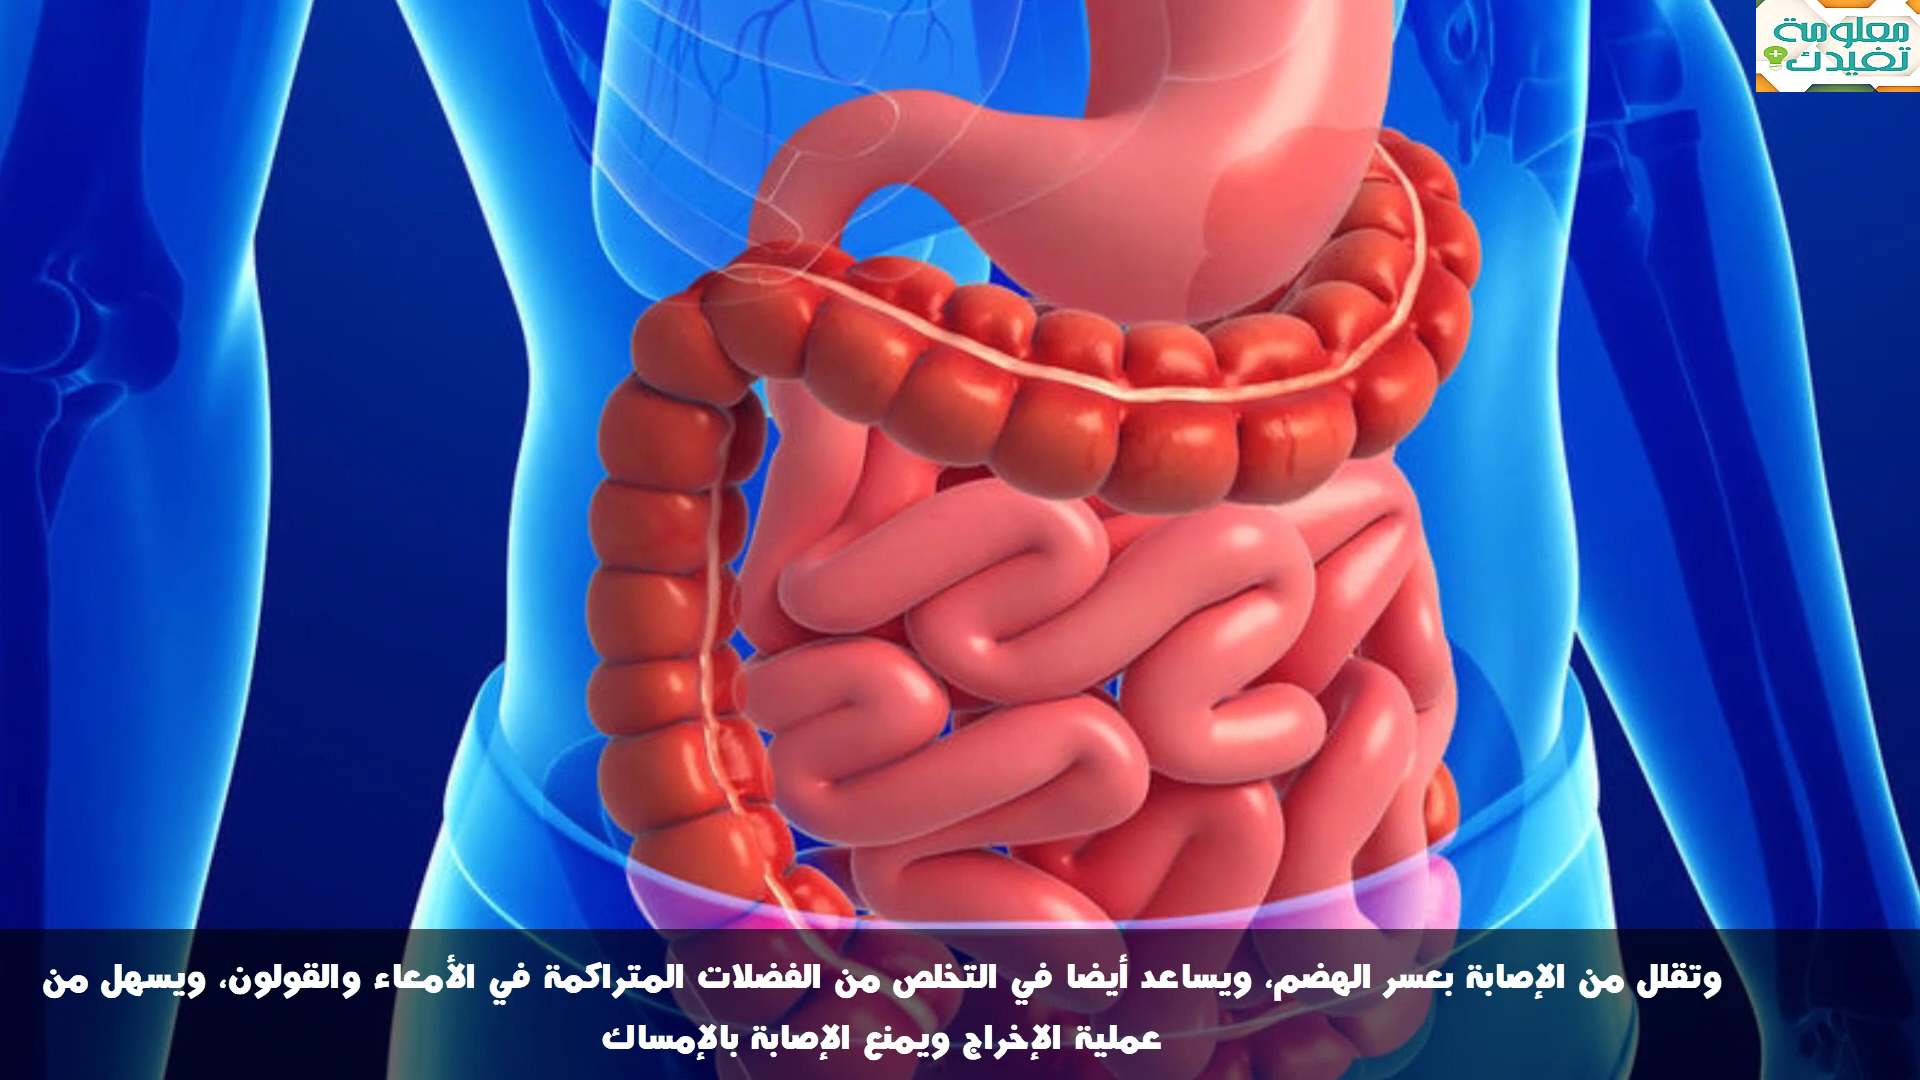 معلومة
تفيدك
وتقلل من الإصابة بعسر الهضم، ويساعد أيضا في التخلص من الفضلات المتراكمة في الأمعاء والقولون، ويسهل من
عملية الإخراج ويمنع الإصابة بالإمساك